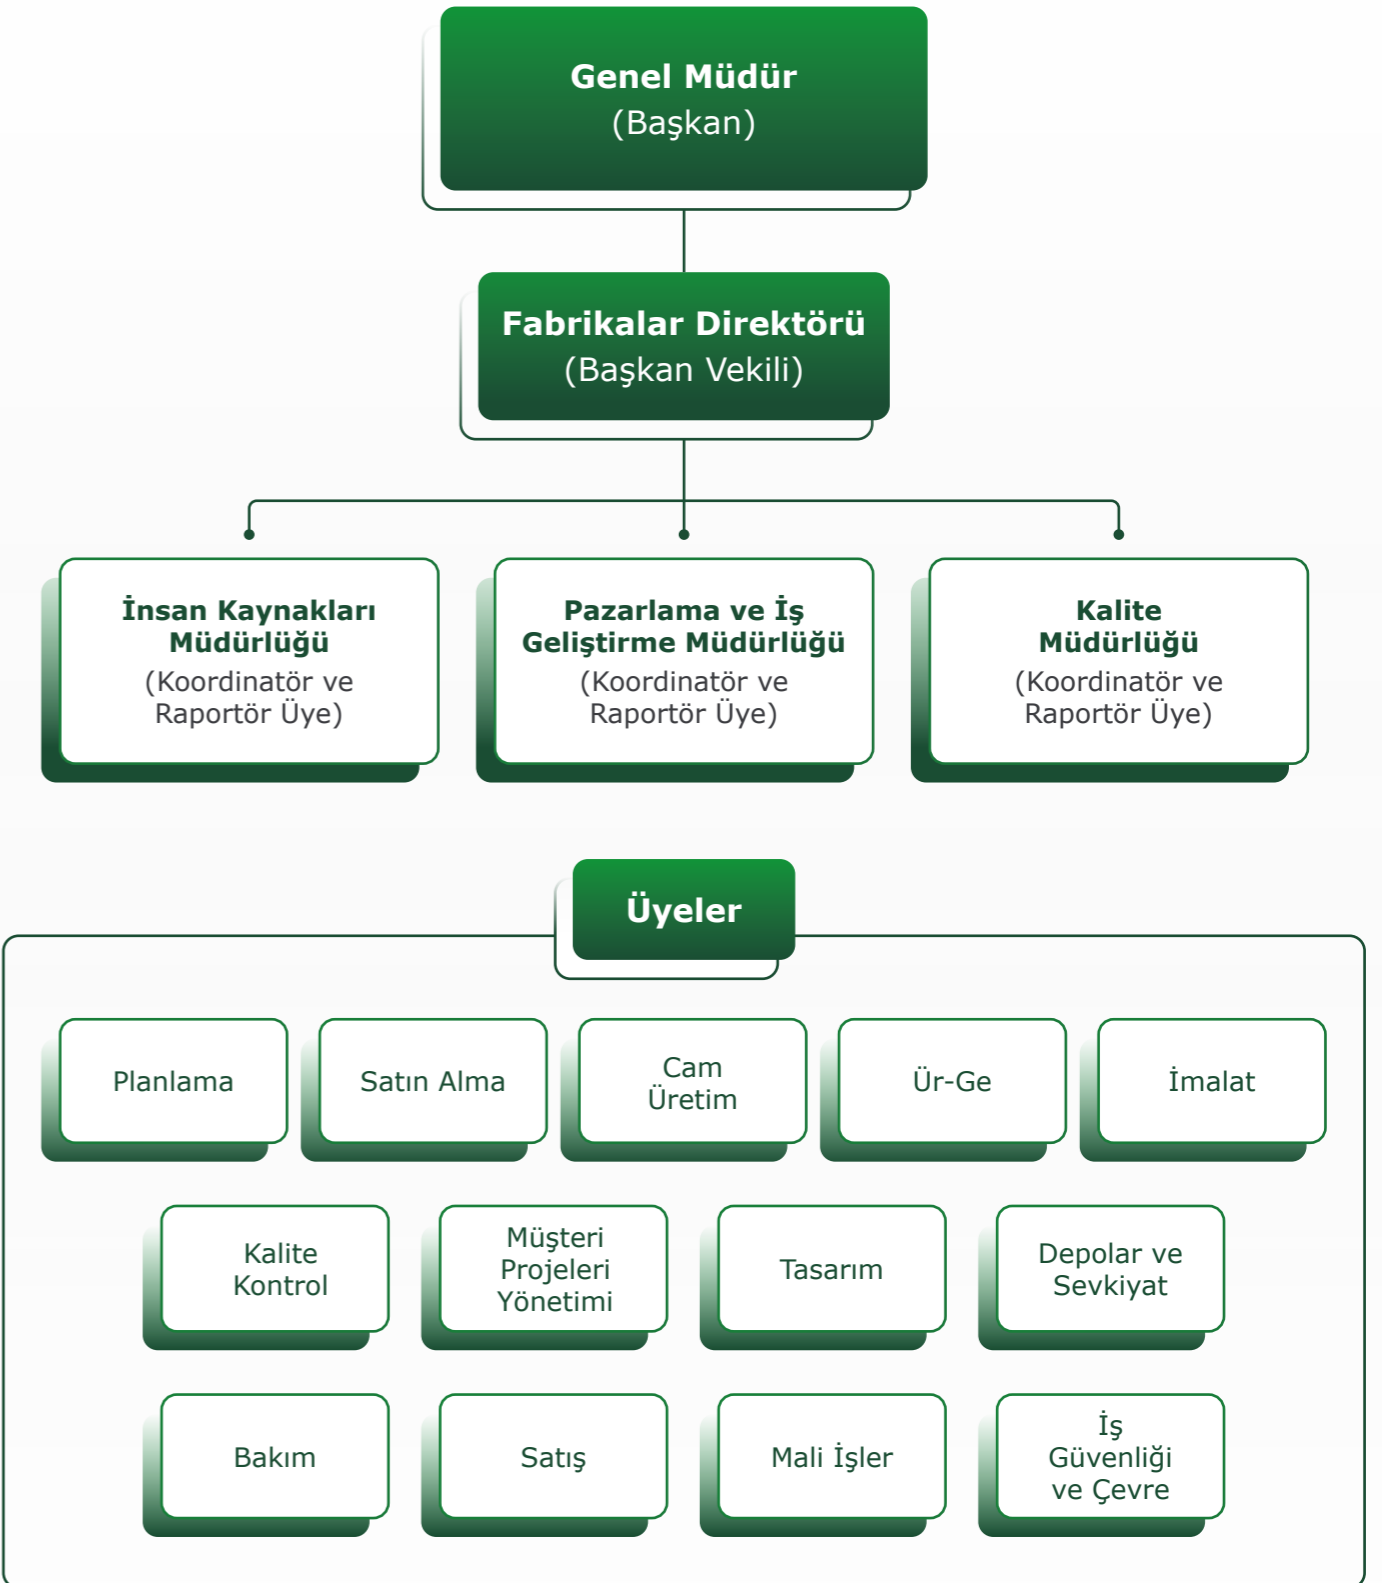 Genel Müdür
(Başkan)
Fabrikalar Direktörü
(Başkan Vekili)
İnsan Kaynakları
Müdürlüğü
(Koordinatör ve
Raportör Üye)
Pazarlama ve İş
Geliştirme Müdürlüğü
(Koordinatör ve
Raportör Üye)
Kalite
Müdürlüğü
(Koordinatör ve
Raportör Üye)
Üyeler
Planlama
Satın Alma
Cam
Üretim
Ür-Ge
İmalat
Kalite
Kontrol
Müşteri
Projeleri
Yönetimi
Tasarım
Depolar ve
Sevkiyat
Bakım
Satış
Mali İşler
İş
Güvenliği
ve Çevre